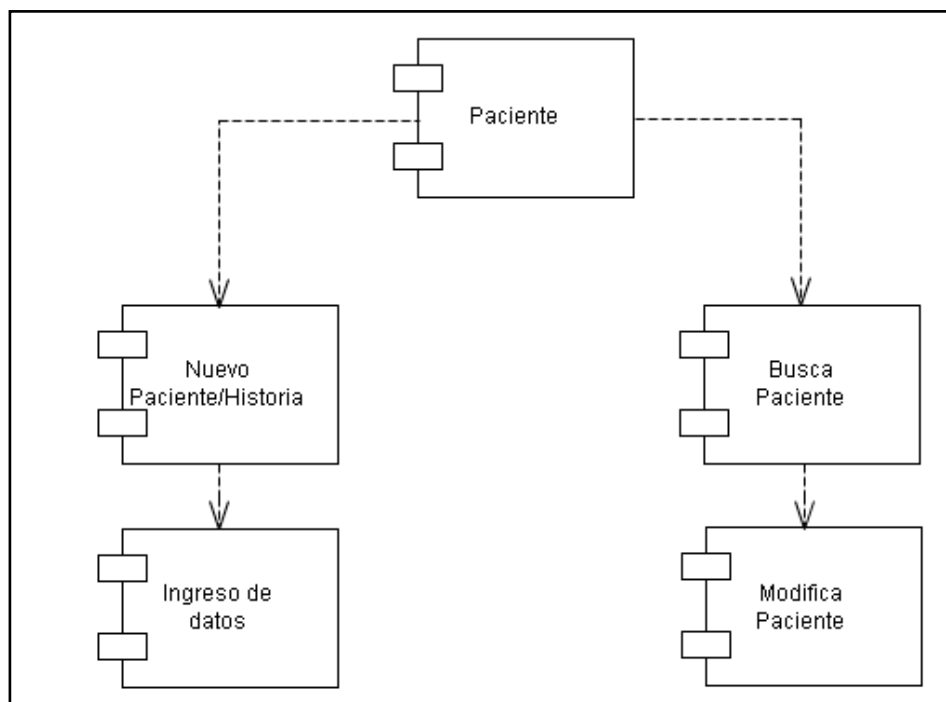 Paciente
Nuevo
Paciente/Historia
Busca
Paciente
Ingreso de
datos
Modifica
Paciente